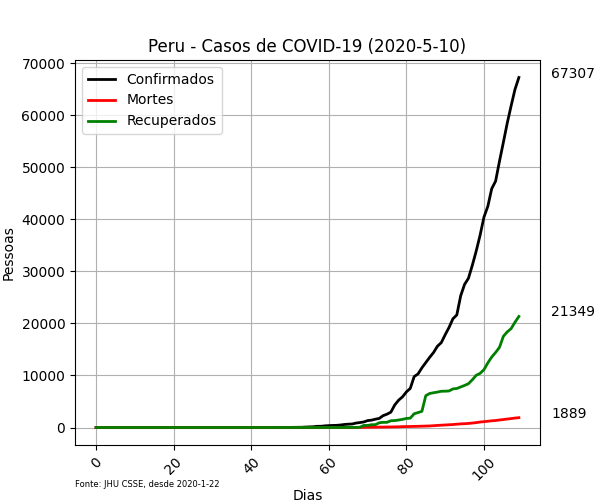 Peru - Casos de COVID-19 (2020-5-10)
Confirmados
Mortes
Recuperados
Pessoas
70000
60000
50000
40000
30000
20000
10000
0
67307
21349
1889
0
20
40
60
80
100
Fonte: JHU CSSE, desde 2020-1-22
Dias